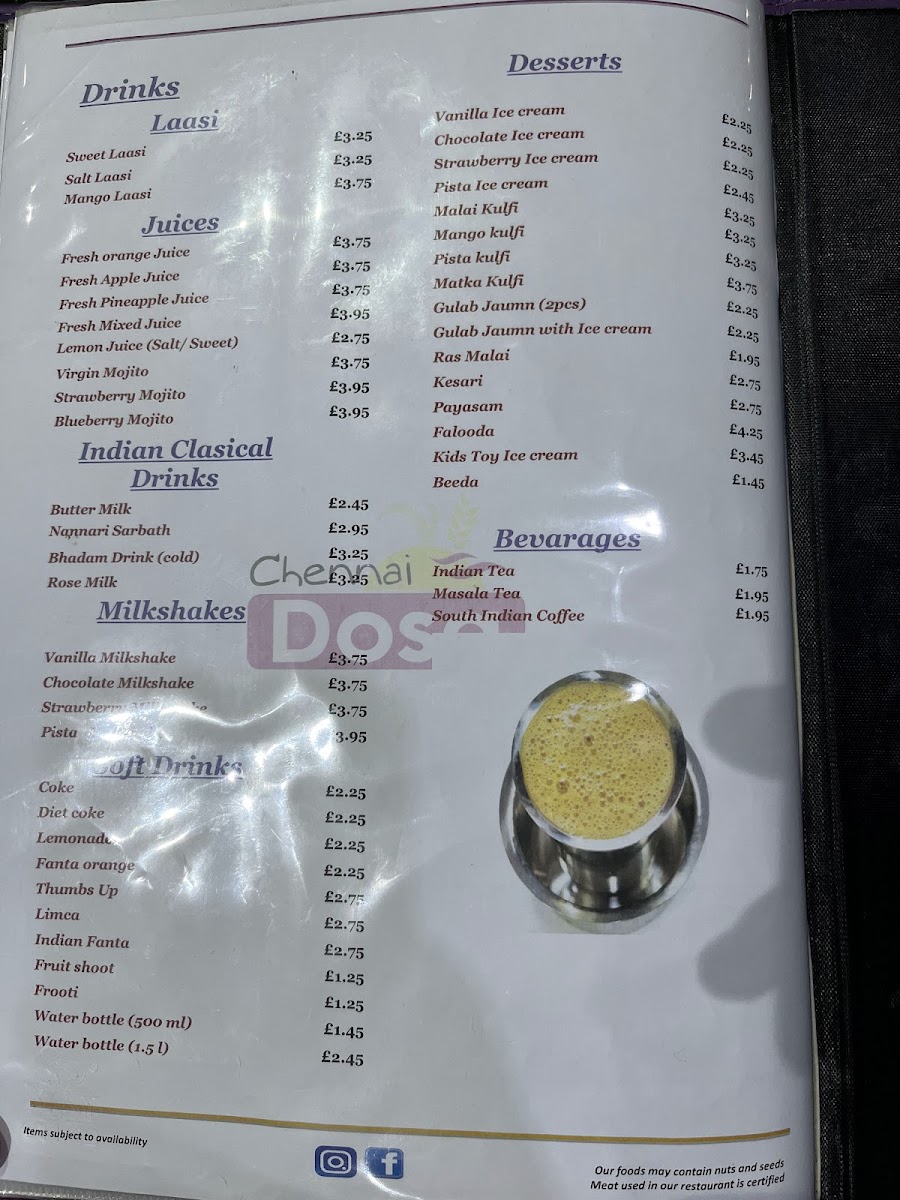 Drinks
Laasi
Sweet Laasi £3.25
Salt Laasi £3.25
Mango Laasi £3.75
Juices
Fresh orange Juice £3.75
Fresh Apple Juice £3.75
Fresh Pineapple Juice £3.75
Fresh Mixed Juice £3.95
Lemon Juice (Salt/ Sweet) £2.75
Virgin Mojito £3.75
Strawberry Mojito £3.95
Blueberry Mojito £3.95
Indian Clasical
Drinks
Butter Milk £2.45
Nannari Sarbath £2.95
Bhadam Drink (cold) £3.25
Rose Milk £3.25
Milkshakes
Vanilla Milkshake £3.75
Chocolate Milkshake £3.75
Strawberry Milkshake £3.75
Pista 3.95
Soft Drinks
Coke £2.25
Diet coke £2.25
Lemonade £2.25
Fanta orange £2.25
Thumbs Up £2.75
Limca £2.75
Indian Fanta £2.75
Fruit shoot £1.25
Frooti £1.25
Water bottle (500 ml) £1.45
Water bottle (1.5 l) £2.45
Desserts
Vanilla Ice cream £2.25
Chocolate Ice cream £2.25
Strawberry Ice cream £2.25
Pista Ice cream £2.45
Malai Kulfi £3.25
Mango kulfi £3.25
Pista kulfi £3.25
Matka Kulfi £3.75
Gulab Jaumn (2pcs) £2.25
Gulab Jaumn with Ice cream £2.25
Ras Malai £1.95
Kesari £2.75
Payasam £2.75
Falooda £4.25
Kids Toy Ice cream £3.45
Beeda £1.45
Bevarages
Indian Tea £1.75
Masala Tea £1.95
South Indian Coffee £1.95
Chennai
Dosa
Items subject to availability
Our foods may contain nuts and seeds
Meat used in our restaurant is certified